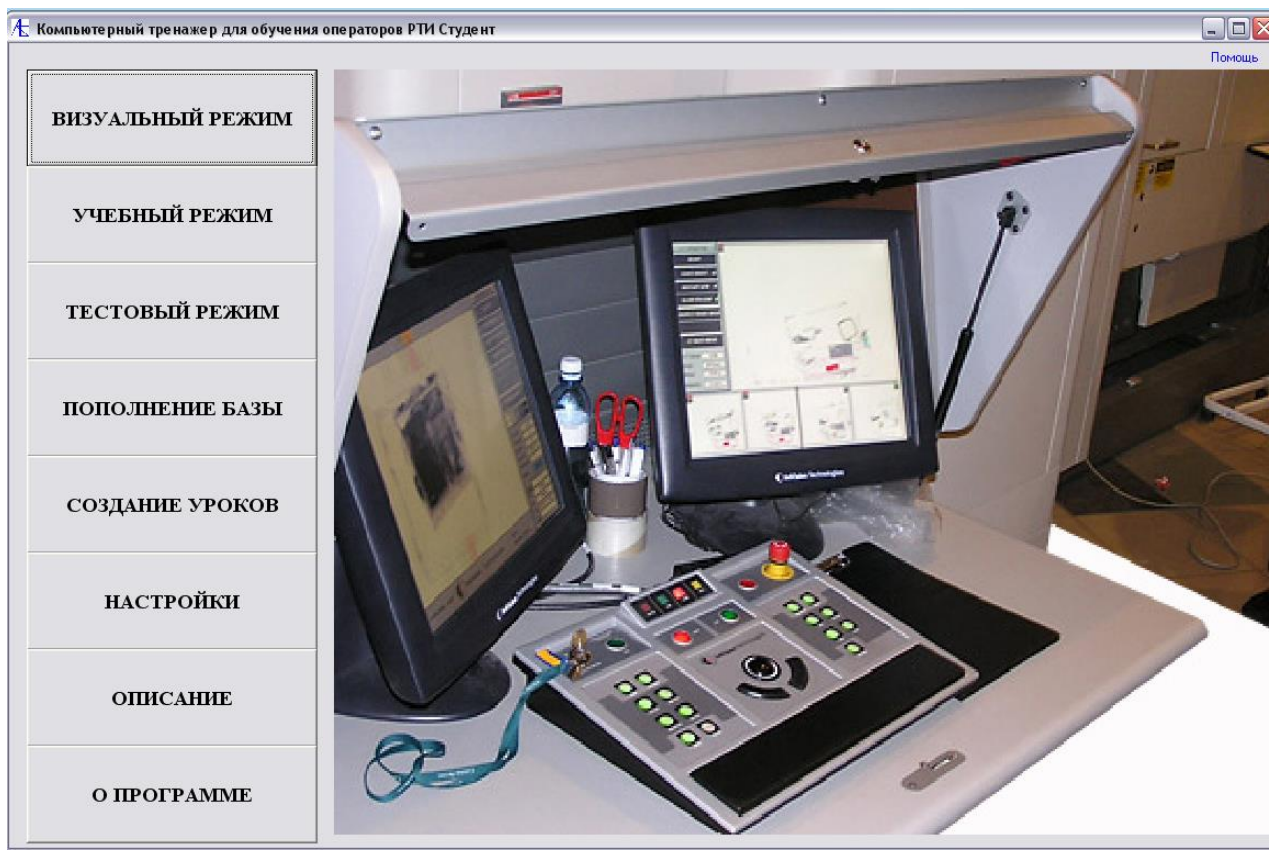 Компьютерный тренажер для обучения операторов РТИ Студент
Помощь
ВИЗУАЛЬНЫЙ РЕЖИМ
УЧЕБНЫЙ РЕЖИМ
ТЕСТОВЫЙ РЕЖИМ
ПОПОЛНЕНИЕ БАЗЫ
СОЗДАНИЕ УРОКОВ
НАСТРОЙКИ
ОПИСАНИЕ
О ПРОГРАММЕ